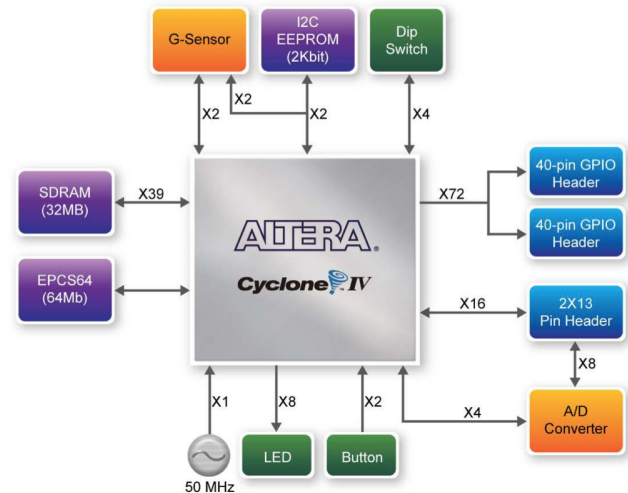 G-Sensor
I2C
EEPROM
(2Kbit)
Dip
Switch
X2
X2
X2
X4
SDRAM
(32MB)
X39
EPCS64
(64Mb)
ALTERA®
Cyclone™ IV
X72
40-pin GPIO
Header
40-pin GPIO
Header
X16
2X13
Pin Header
X8
X4
A/D
Converter
X1
X8
X2
50 MHz
LED
Button